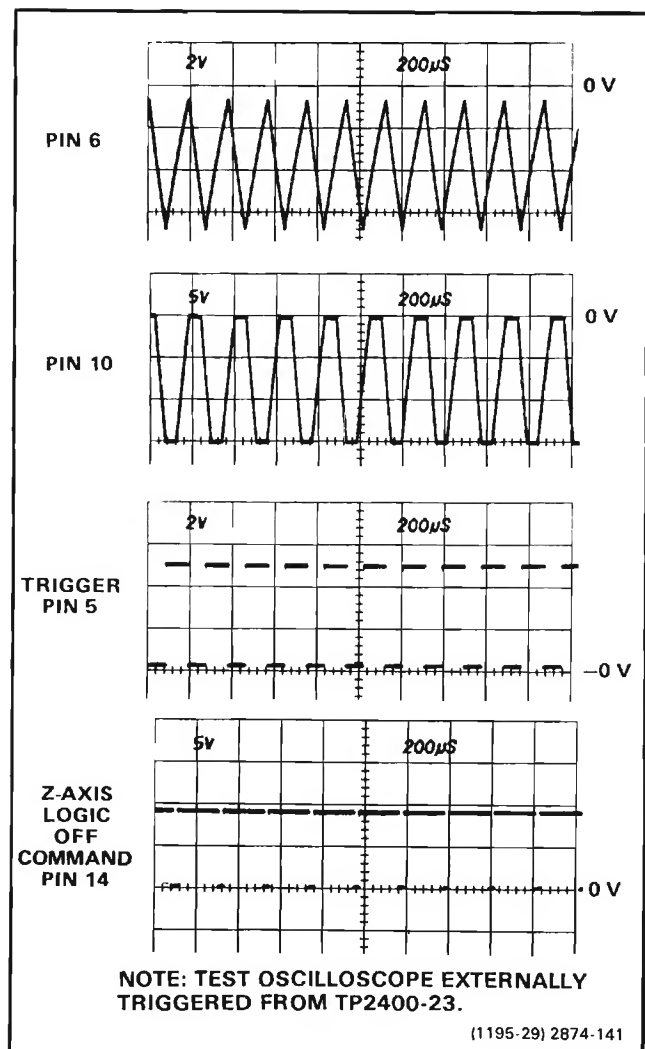 2V 200µS 0 V
PIN 6
5V 200µS 0 V
PIN 10
2V 200µS
TRIGGER
PIN 5
−0 V
5V 200µS
Z-AXIS
LOGIC
OFF
COMMAND
PIN 14
0 V
NOTE: TEST OSCILLOSCOPE EXTERNALLY
TRIGGERED FROM TP2400-23.
(1195-29) 2874-141